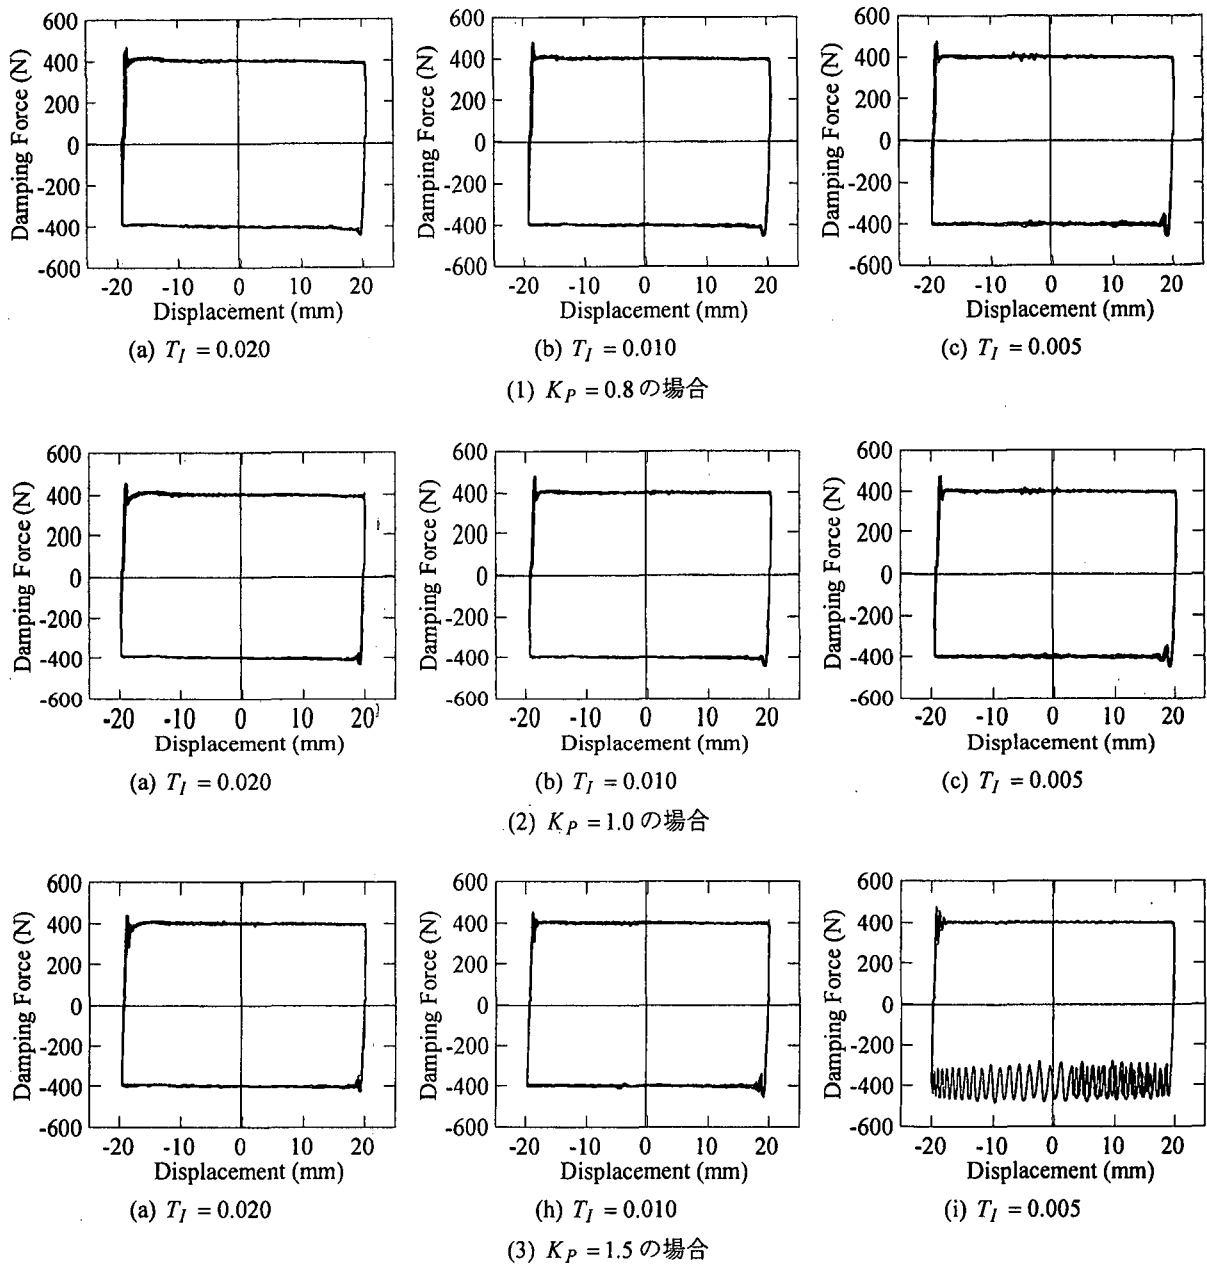 600
400
200
0
-200
-400
-600
Damping Force (N)
-20 -10 0 10 20
Displacement (mm)
(a) T_I = 0.020
600
400
200
0
-200
-400
-600
Damping Force (N)
-20 -10 0 10 20
Displacement (mm)
(b) T_I = 0.010
600
400
200
0
-200
-400
-600
Damping Force (N)
-20 -10 0 10 20
Displacement (mm)
(c) T_I = 0.005
(1) K_P = 0.8 の場合
600
400
200
0
-200
-400
-600
Damping Force (N)
-20 -10 0 10 20
Displacement (mm)
(a) T_I = 0.020
600
400
200
0
-200
-400
-600
Damping Force (N)
-20 -10 0 10 20
Displacement (mm)
(b) T_I = 0.010
600
400
200
0
-200
-400
-600
Damping Force (N)
-20 -10 0 10 20
Displacement (mm)
(c) T_I = 0.005
(2) K_P = 1.0 の場合
600
400
200
0
-200
-400
-600
Damping Force (N)
-20 -10 0 10 20
Displacement (mm)
(a) T_I = 0.020
600
400
200
0
-200
-400
-600
Damping Force (N)
-20 -10 0 10 20
Displacement (mm)
(h) T_I = 0.010
600
400
200
0
-200
-400
-600
Damping Force (N)
-20 -10 0 10 20
Displacement (mm)
(i) T_I = 0.005
(3) K_P = 1.5 の場合